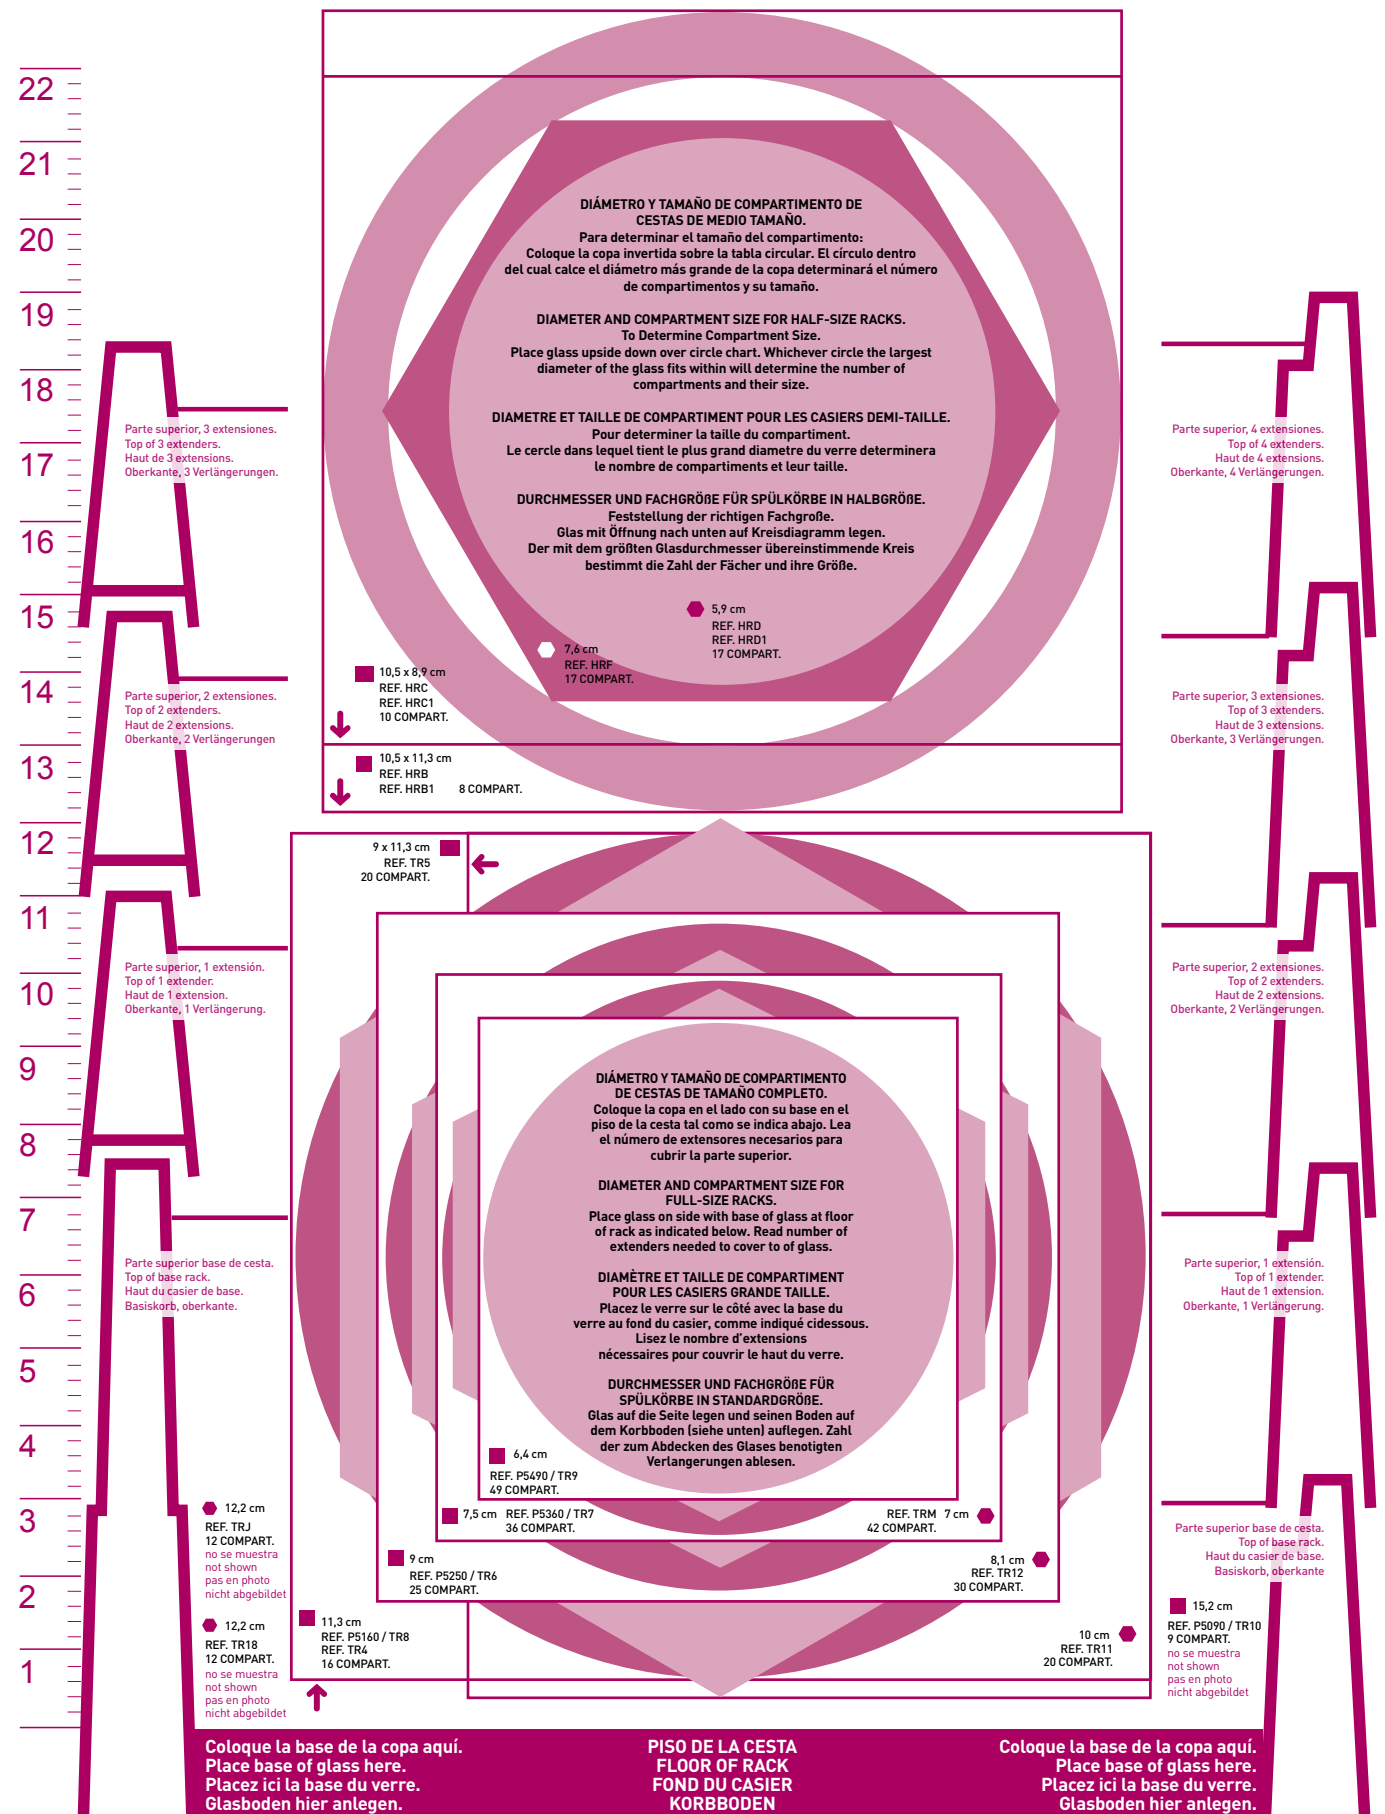 22
21
20
19
18
17
16
15
14
13
12
11
10
9
8
7
6
5
4
3
2
1
DIÁMETRO Y TAMAÑO DE COMPARTIMENTO DE
CESTAS DE MEDIO TAMAÑO.
Para determinar el tamaño del compartimento:
Coloque la copa invertida sobre la tabla circular. El círculo dentro
del cual calce el diámetro más grande de la copa determinará el número
de compartimentos y su tamaño.
DIAMETER AND COMPARTMENT SIZE FOR HALF-SIZE RACKS.
To Determine Compartment Size.
Place glass upside down over circle chart. Whichever circle the largest
diameter of the glass fits within will determine the number of
compartments and their size.
DIAMETRE ET TAILLE DE COMPARTIMENT POUR LES CASIERS DEMI-TAILLE.
Pour determiner la taille du compartiment.
Le cercle dans lequel tient le plus grand diametre du verre determinera
le nombre de compartiments et leur taille.
DURCHMESSER UND FACHGRÖßE FÜR SPÜLKÖRBE IN HALBGRÖßE.
Feststellung der richtigen Fachgroße.
Glas mit Öffnung nach unten auf Kreisdiagramm legen.
Der mit dem größten Glasdurchmesser übereinstimmende Kreis
bestimmt die Zahl der Fächer und ihre Größe.
5,9 cm
REF. HRD
REF. HRD1
17 COMPART.
7,6 cm
REF. HRF
17 COMPART.
10,5 x 8,9 cm
REF. HRC
REF. HRC1
10 COMPART.
10,5 x 11,3 cm
REF. HRB
REF. HRB1 8 COMPART.
Parte superior, 3 extensiones.
Top of 3 extenders.
Haut de 3 extensions.
Oberkante, 3 Verlängerungen.
Parte superior, 2 extensiones.
Top of 2 extenders.
Haut de 2 extensions.
Oberkante, 2 Verlängerungen
Parte superior, 1 extensión.
Top of 1 extender.
Haut de 1 extension.
Oberkante, 1 Verlängerung.
Parte superior base de cesta.
Top of base rack.
Haut du casier de base.
Basiskorb, oberkante.
Parte superior, 4 extensiones.
Top of 4 extenders.
Haut de 4 extensions.
Oberkante, 4 Verlängerungen.
Parte superior, 3 extensiones.
Top of 3 extenders.
Haut de 3 extensions.
Oberkante, 3 Verlängerungen.
Parte superior, 2 extensiones.
Top of 2 extenders.
Haut de 2 extensions.
Oberkante, 2 Verlängerungen.
Parte superior, 1 extensión.
Top of 1 extender.
Haut de 1 extension.
Oberkante, 1 Verlängerung.
Parte superior base de cesta.
Top of base rack.
Haut du casier de base.
Basiskorb, oberkante
9 x 11,3 cm
REF. TR5
20 COMPART.
DIÁMETRO Y TAMAÑO DE COMPARTIMENTO
DE CESTAS DE TAMAÑO COMPLETO.
Coloque la copa en el lado con su base en el
piso de la cesta tal como se indica abajo. Lea
el número de extensores necesarios para
cubrir la parte superior.
DIAMETER AND COMPARTMENT SIZE FOR
FULL-SIZE RACKS.
Place glass on side with base of glass at floor
of rack as indicated below. Read number of
extenders needed to cover to of glass.
DIAMÈTRE ET TAILLE DE COMPARTIMENT
POUR LES CASIERS GRANDE TAILLE.
Placez le verre sur le côté avec la base du
verre au fond du casier, comme indiqué cidessous.
Lisez le nombre d'extensions
nécessaires pour couvrir le haut du verre.
DURCHMESSER UND FACHGRÖßE FÜR
SPÜLKÖRBE IN STANDARDGRÖßE.
Glas auf die Seite legen und seinen Boden auf
dem Korbboden (siehe unten) auflegen. Zahl
der zum Abdecken des Glases benotigten
Verlangerungen ablesen.
6,4 cm
REF. P5490 / TR9
49 COMPART.
7,5 cm REF. P5360 / TR7
36 COMPART.
REF. TRM 7 cm
42 COMPART.
9 cm
REF. P5250 / TR6
25 COMPART.
8,1 cm
REF. TR12
30 COMPART.
11,3 cm
REF. P5160 / TR8
REF. TR4
16 COMPART.
10 cm
REF. TR11
20 COMPART.
12,2 cm
REF. TRJ
12 COMPART.
no se muestra
not shown
pas en photo
nicht abgebildet
12,2 cm
REF. TR18
12 COMPART.
no se muestra
not shown
pas en photo
nicht abgebildet
15,2 cm
REF. P5090 / TR10
9 COMPART.
no se muestra
not shown
pas en photo
nicht abgebildet
Coloque la base de la copa aquí.
Place base of glass here.
Placez ici la base du verre.
Glasboden hier anlegen.
PISO DE LA CESTA
FLOOR OF RACK
FOND DU CASIER
KORBBODEN
Coloque la base de la copa aquí.
Place base of glass here.
Placez ici la base du verre.
Glasboden hier anlegen.